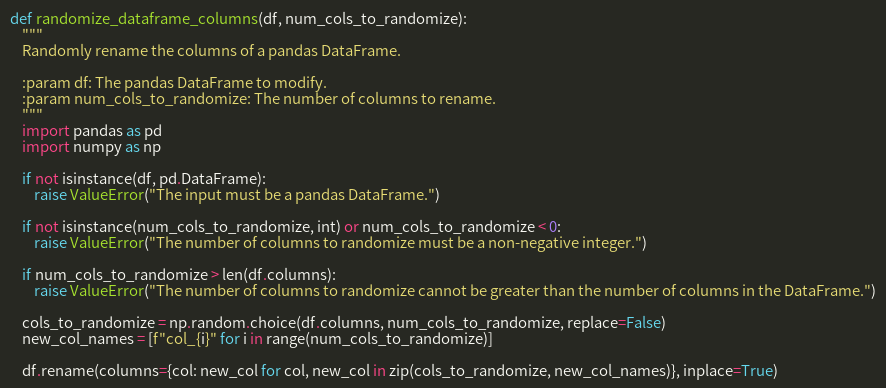 def randomize_dataframe_columns(df, num_cols_to_randomize):
    """
    Randomly rename the columns of a pandas DataFrame.

    :param df: The pandas DataFrame to modify.
    :param num_cols_to_randomize: The number of columns to rename.
    """
    import pandas as pd
    import numpy as np

    if not isinstance(df, pd.DataFrame):
        raise ValueError("The input must be a pandas DataFrame.")

    if not isinstance(num_cols_to_randomize, int) or num_cols_to_randomize < 0:
        raise ValueError("The number of columns to randomize must be a non-negative integer.")

    if num_cols_to_randomize > len(df.columns):
        raise ValueError("The number of columns to randomize cannot be greater than the number of columns in the DataFrame.")

    cols_to_randomize = np.random.choice(df.columns, num_cols_to_randomize, replace=False)
    new_col_names = [f"col_{i}" for i in range(num_cols_to_randomize)]

    df.rename(columns={col: new_col for col, new_col in zip(cols_to_randomize, new_col_names)}, inplace=True)